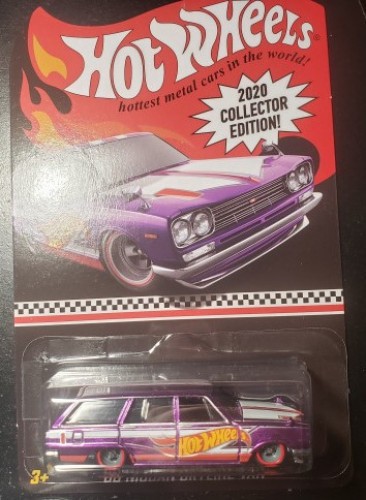 HOT WHEELS®
hottest metal cars in the world!
2020
COLLECTOR
EDITION!
HOT WHEELS
3+